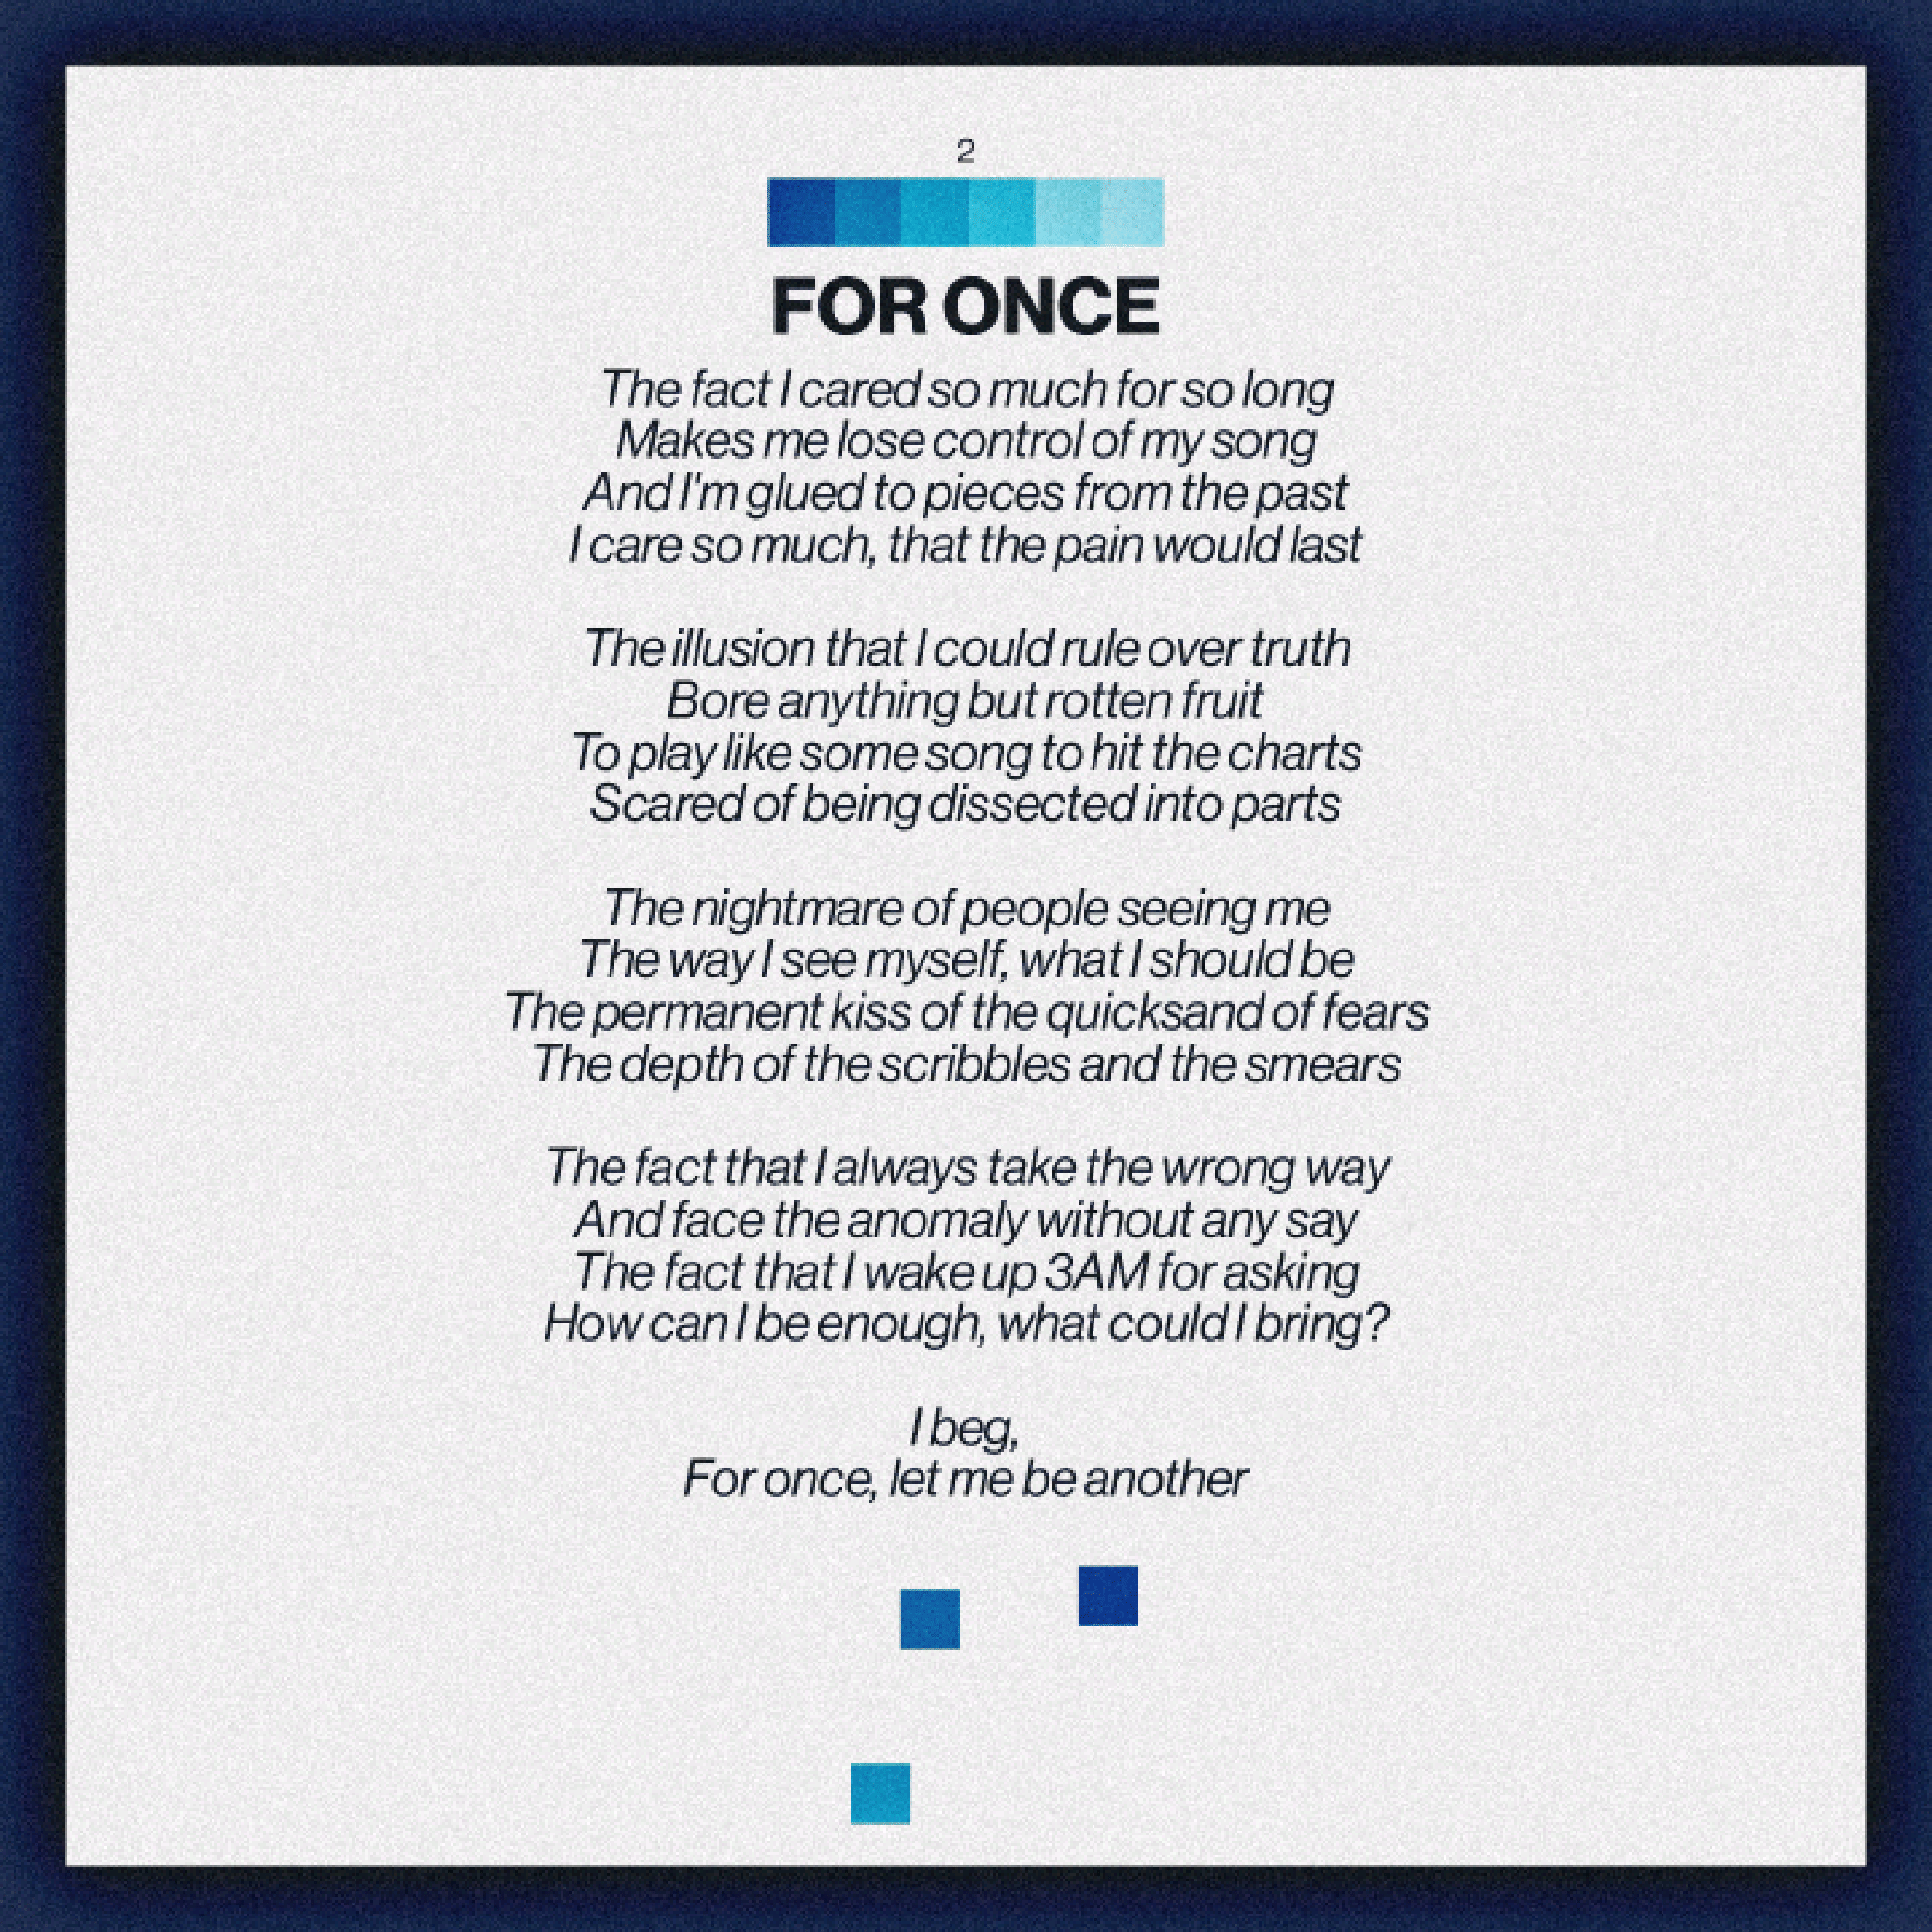 2
FOR ONCE
The fact I cared so much for so long
Makes me lose control of my song
And I'm glued to pieces from the past
I care so much, that the pain would last
The illusion that I could rule over truth
Bore anything but rotten fruit
To play like some song to hit the charts
Scared of being dissected into parts
The nightmare of people seeing me
The way I see myself, what I should be
The permanent kiss of the quicksand of fears
The depth of the scribbles and the smears
The fact that I always take the wrong way
And face the anomaly without any say
The fact that I wake up 3AM for asking
How can I be enough, what could I bring?
I beg,
For once, let me be another